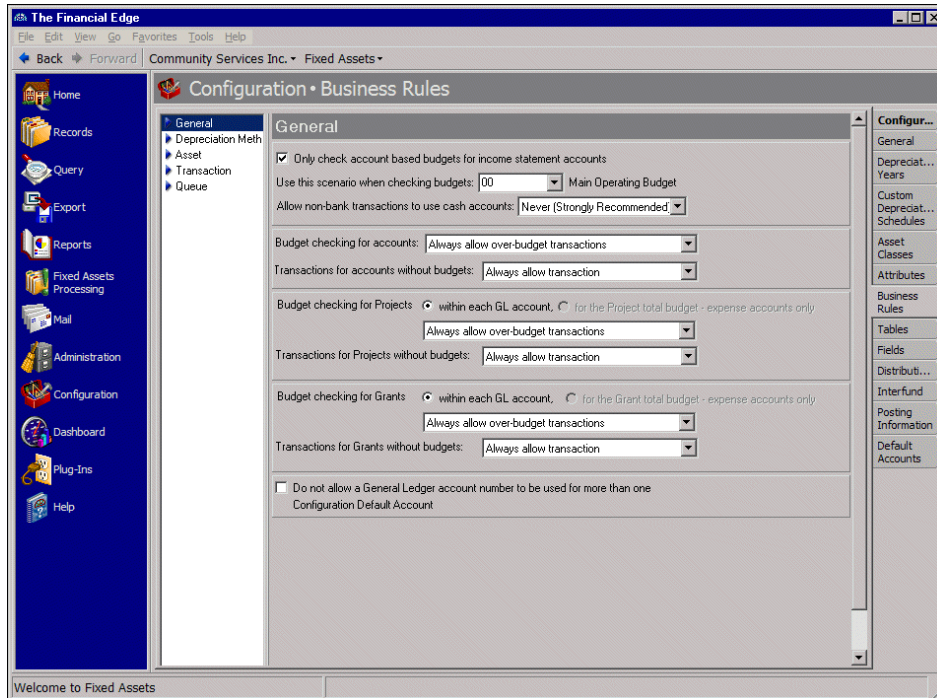 The Financial Edge
File Edit View Go Favorites Tools Help
Back Forward Community Services Inc. Fixed Assets
Home
Records
Query
Export
Reports
Fixed Assets
Processing
Mail
Administration
Configuration
Dashboard
Plug-Ins
Help
Configuration • Business Rules
General
Depreciation Meth
Asset
Transaction
Queue
General
Only check account based budgets for income statement accounts
Use this scenario when checking budgets: 00 Main Operating Budget
Allow non-bank transactions to use cash accounts: Never (Strongly Recommended
Budget checking for accounts: Always allow over-budget transactions
Transactions for accounts without budgets: Always allow transaction
Budget checking for Projects within each GL account, for the Project total budget - expense accounts only
Always allow over-budget transactions
Transactions for Projects without budgets: Always allow transaction
Budget checking for Grants within each GL account, for the Grant total budget - expense accounts only
Always allow over-budget transactions
Transactions for Grants without budgets: Always allow transaction
Do not allow a General Ledger account number to be used for more than one
Configuration Default Account
Configur...
General
Depreciat...
Years
Custom
Depreciat...
Schedules
Asset
Classes
Attributes
Business
Rules
Tables
Fields
Distributi...
Interfund
Posting
Information
Default
Accounts
Welcome to Fixed Assets